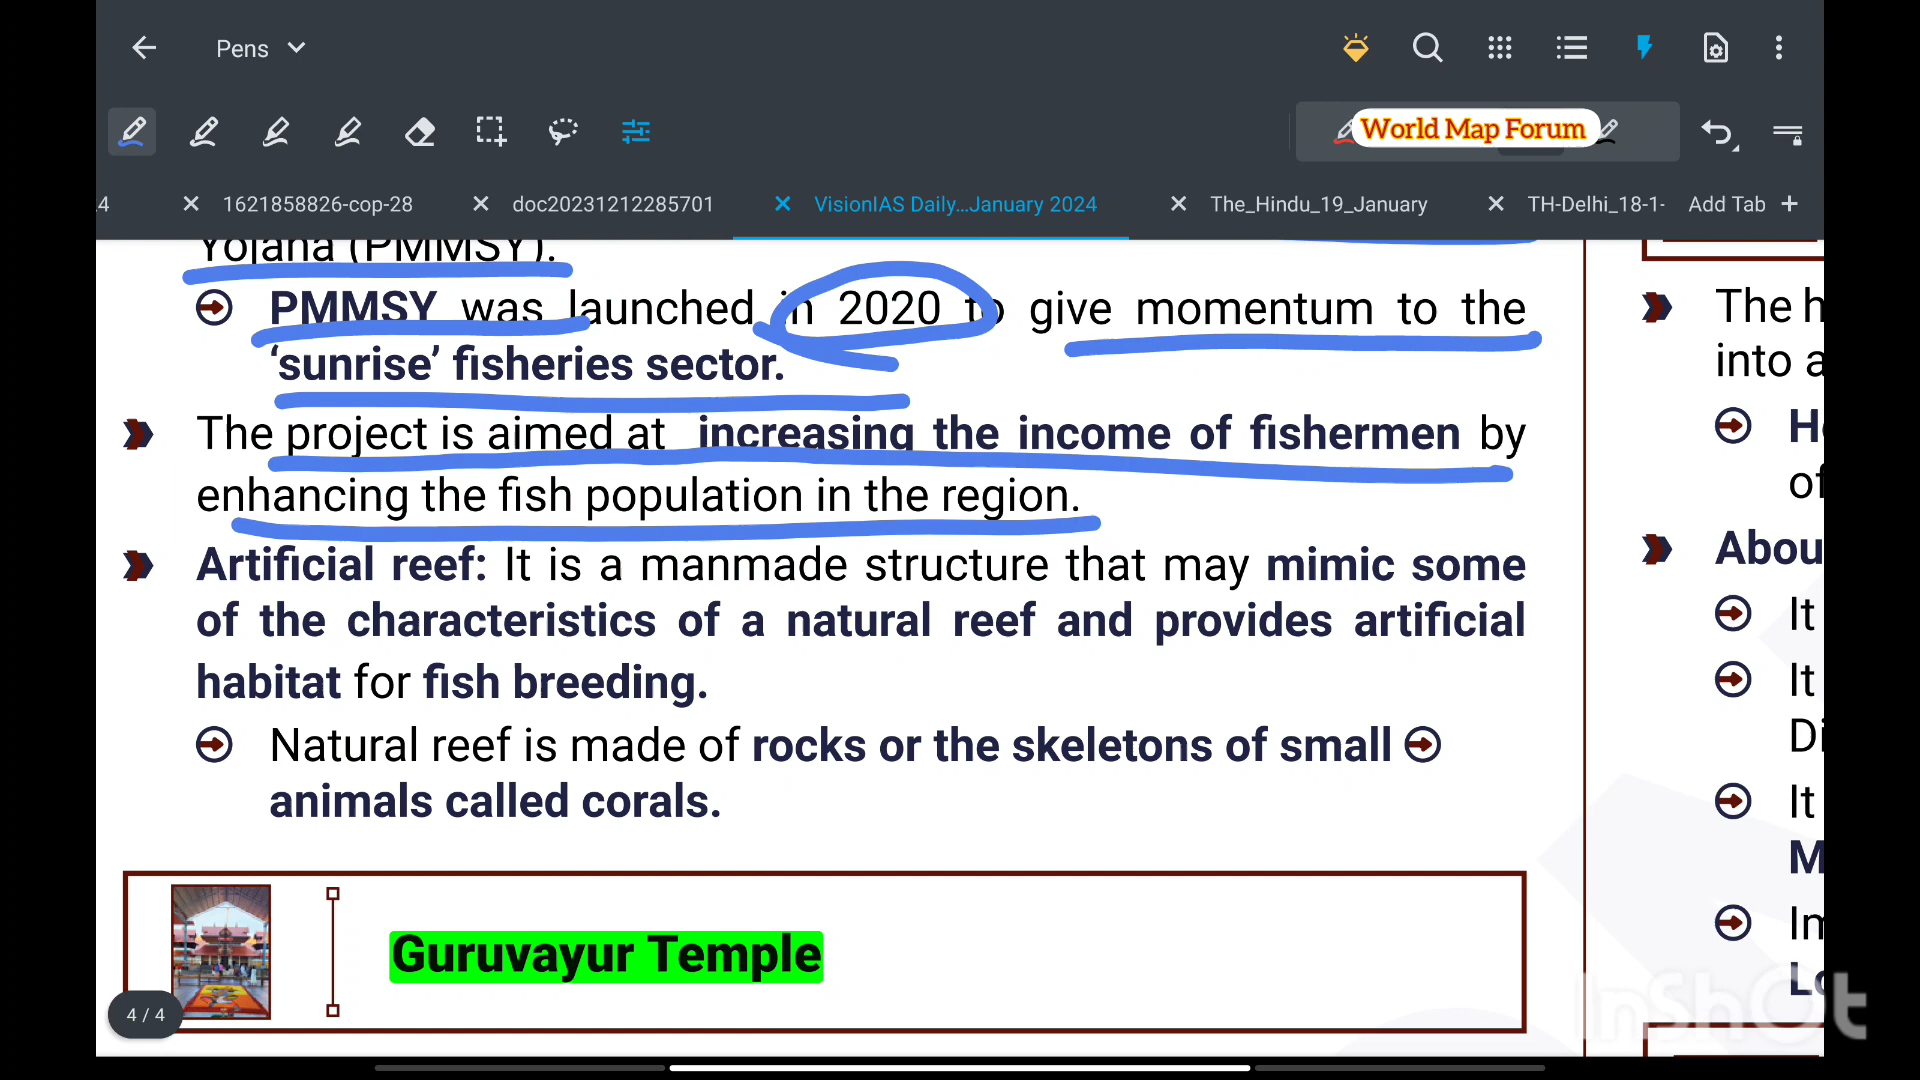 Pens
World Map Forum
.4
1621858826-cop-28
doc20231212285701
VisionIAS Daily...January 2024
The_Hindu_19_January
TH-Delhi_18-1-
Add Tab +
Yojana (PMMSY).
PMMSY was launched in 2020 to give momentum to the
‘sunrise’ fisheries sector.
The project is aimed at increasing the income of fishermen by
enhancing the fish population in the region.
Artificial reef: It is a manmade structure that may mimic some
of the characteristics of a natural reef and provides artificial
habitat for fish breeding.
Natural reef is made of rocks or the skeletons of small
animals called corals.
Guruvayur Temple
4 / 4
The h
into a
H
of
Abou
It
It
Di
It
M
Im
Lo
InShOt